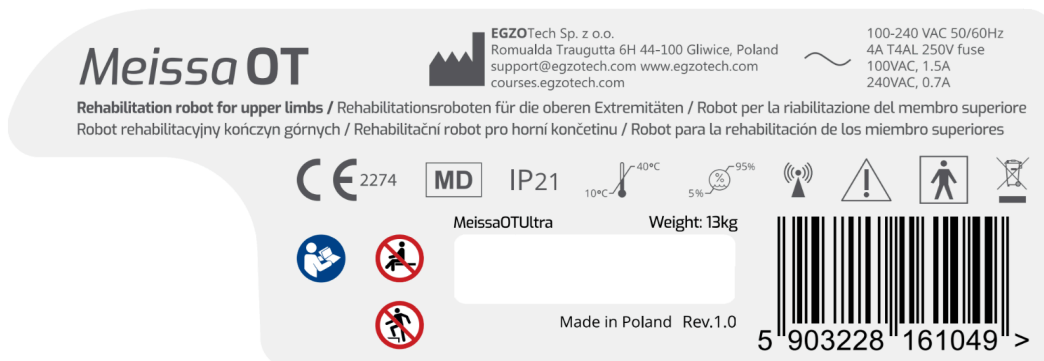 Meissa OT
EGZOTech Sp. z o.o.
Romualda Traugutta 6H 44-100 Gliwice, Poland
support@egzotech.com www.egzotech.com
courses.egzotech.com
100-240 VAC 50/60Hz
4A T4AL 250V fuse
100VAC, 1.5A
240VAC, 0.7A
Rehabilitation robot for upper limbs / Rehabilitationsroboten für die oberen Extremitäten / Robot per la riabilitazione del membro superiore
Robot rehabilitacyjny kończyn górnych / Rehabilitační robot pro horní končetinu / Robot para la rehabilitación de los miembro superiores
CE 2274 MD IP21 10°C 40°C 5% % 95%
MeissaOTUltra Weight: 13kg
Made in Poland Rev.1.0
5 903228 161049 >